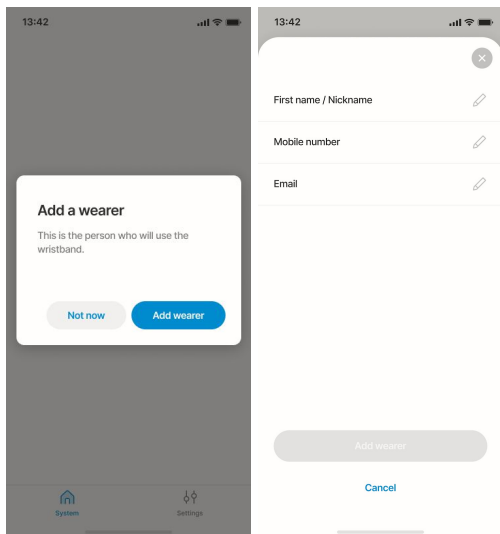 13:42
Add a wearer
This is the person who will use the
wristband.
Not now
Add wearer
System
Settings
13:42
First name / Nickname
Mobile number
Email
Add wearer
Cancel